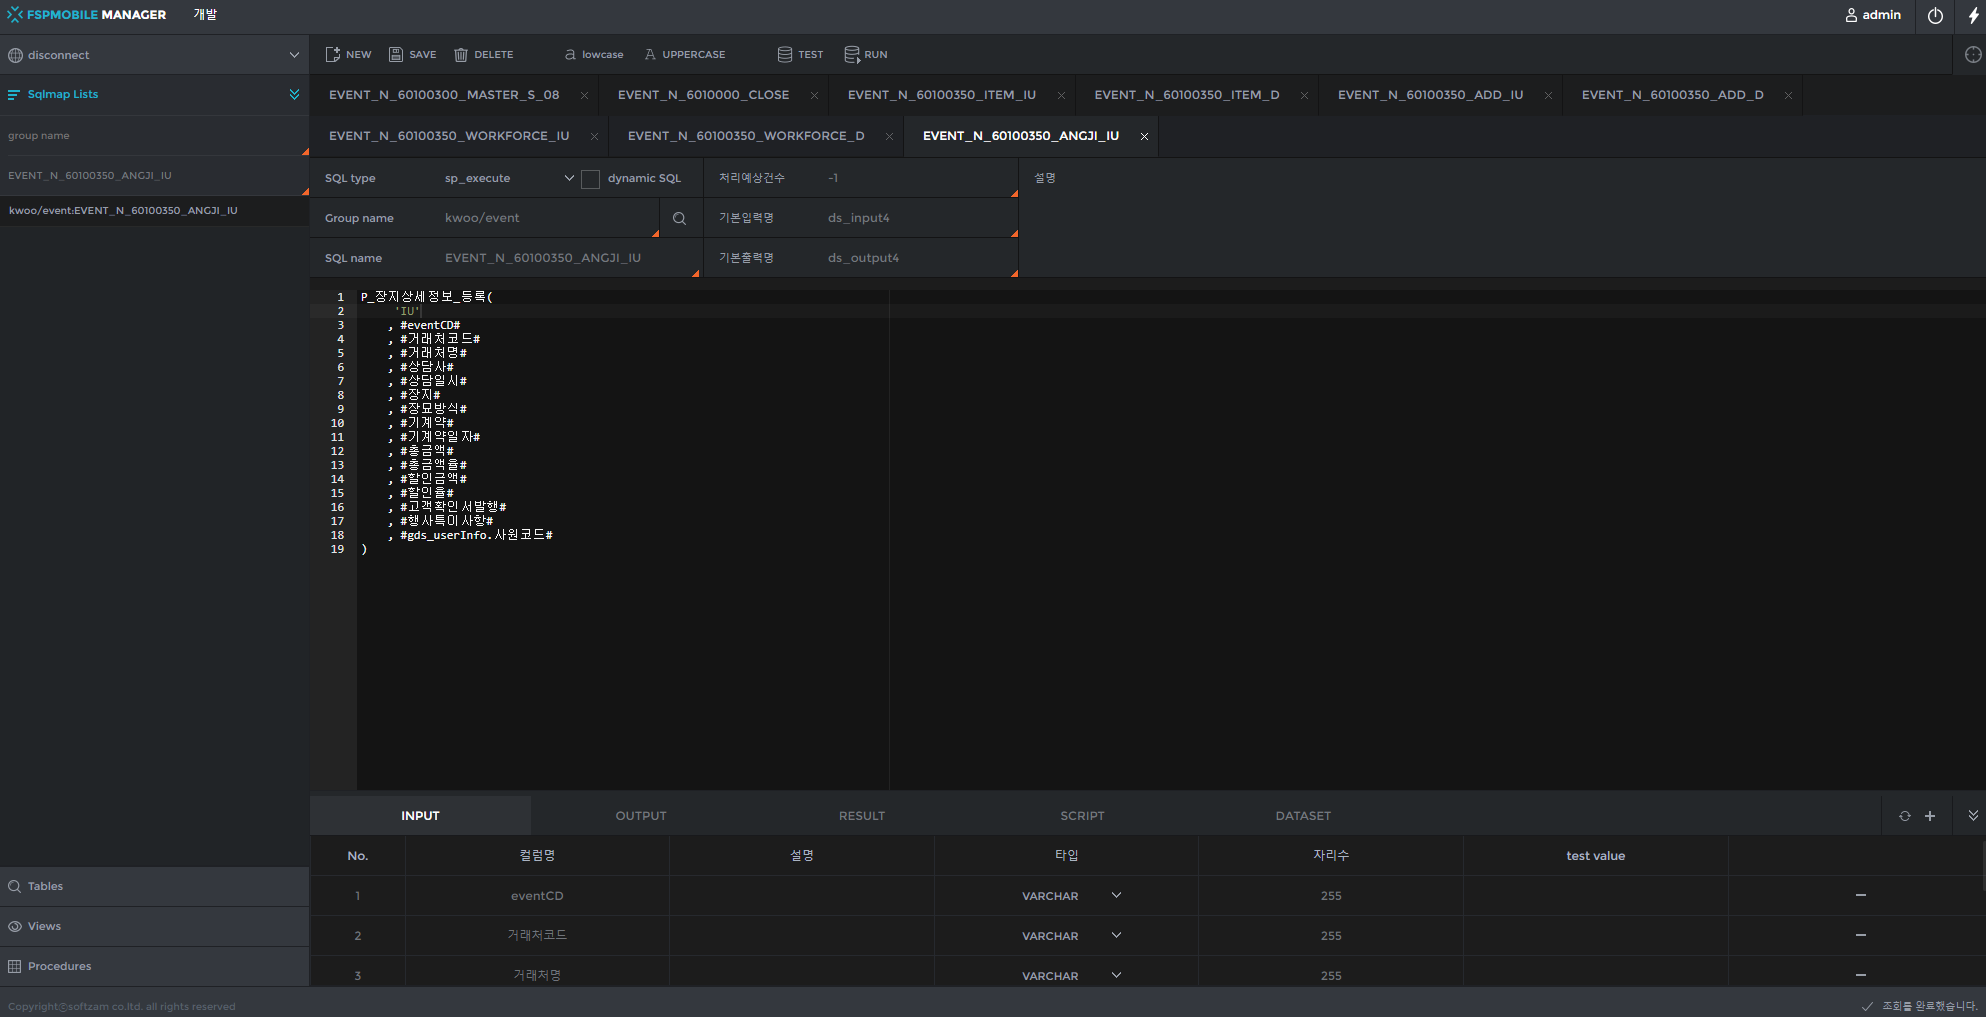 FSPMOBILE MANAGER 개발 admin
disconnect NEW SAVE DELETE lowcase UPPERCASE TEST RUN
Sqlmap Lists
group name
EVENT_N_60100350_ANGJI_IU
kwoo/event:EVENT_N_60100350_ANGJI_IU
EVENT_N_60100300_MASTER_S_08 EVENT_N_6010000_CLOSE EVENT_N_60100350_ITEM_IU EVENT_N_60100350_ITEM_D EVENT_N_60100350_ADD_IU EVENT_N_60100350_ADD_D
EVENT_N_60100350_WORKFORCE_IU EVENT_N_60100350_WORKFORCE_D EVENT_N_60100350_ANGJI_IU
SQL type sp_execute dynamic SQL 처리예상건수 -1 설명
Group name kwoo/event 기본입력명 ds_input4
SQL name EVENT_N_60100350_ANGJI_IU 기본출력명 ds_output4
1 P_장지상세정보_등록(
2 'IU'
3 , #eventCD#
4 , #거래처코드#
5 , #거래처명#
6 , #상담사#
7 , #상담일시#
8 , #장지#
9 , #장묘방식#
10 , #기계약#
11 , #기계약일자#
12 , #총금액#
13 , #총금액율#
14 , #할인금액#
15 , #할인율#
16 , #고객확인서발행#
17 , #행사특이사항#
18 , #gds_userInfo.사원코드#
19 )
INPUT OUTPUT RESULT SCRIPT DATASET
No. 컬럼명 설명 타입 자리수 test value
1 eventCD VARCHAR 255
2 거래처코드 VARCHAR 255
3 거래처명 VARCHAR 255
Tables
Views
Procedures
Copyrightⓒsoftzam co.ltd. all rights reserved 조회를 완료했습니다.